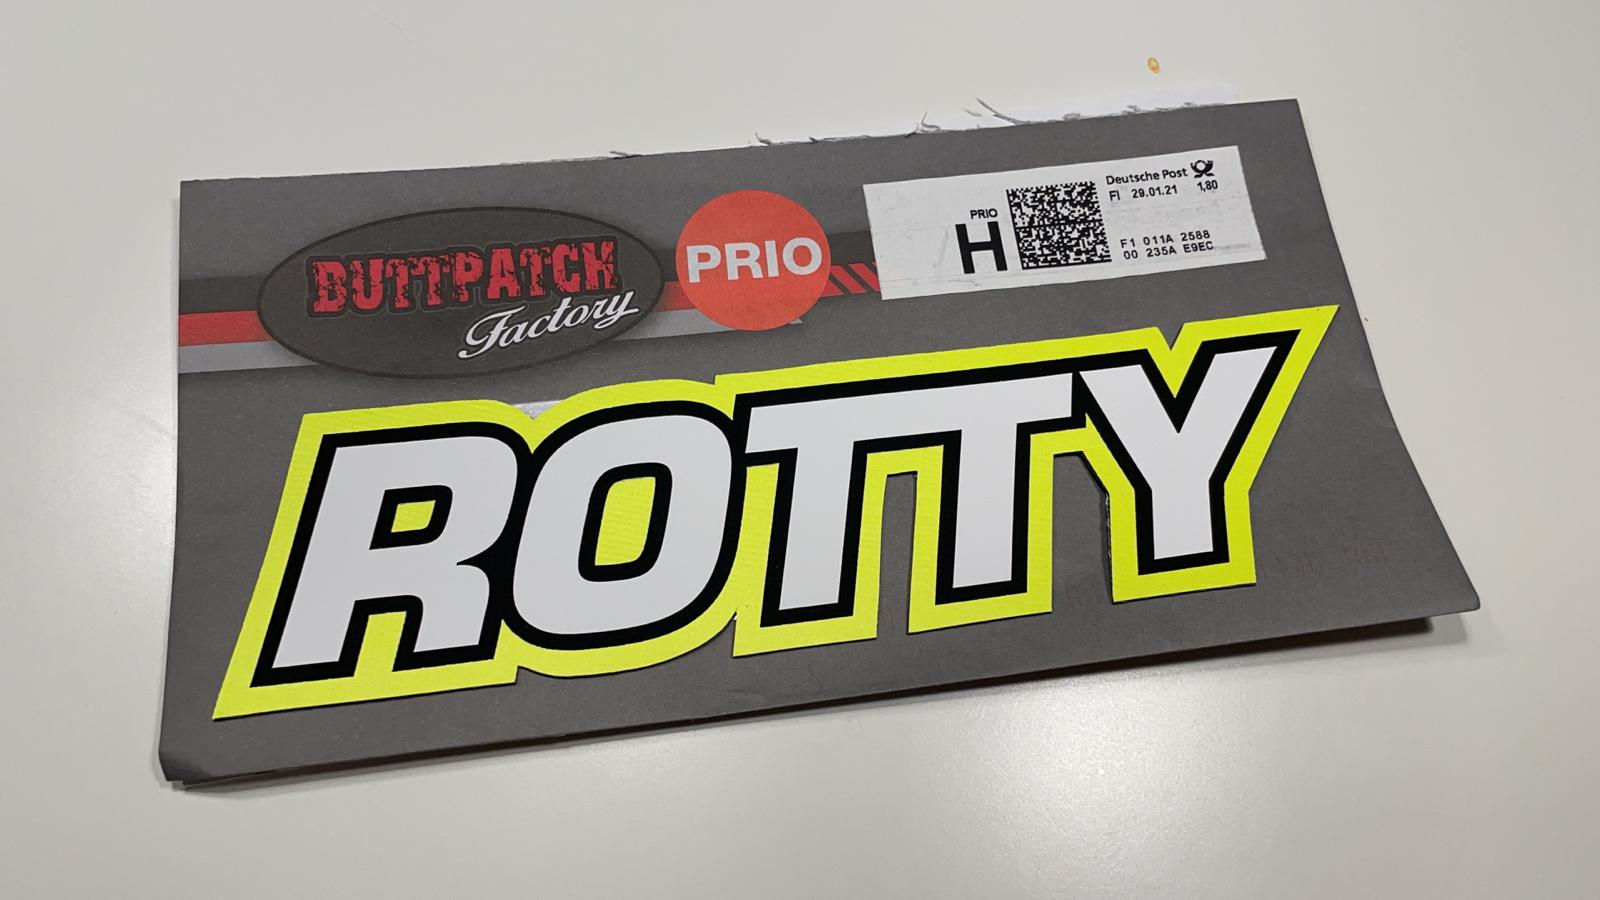 BUTTPATCH
Factory
PRIO
PRIO
H
Deutsche Post
FI 29.01.21 1,80
F1 011A 2588
00 235A E9EC
ROTTY